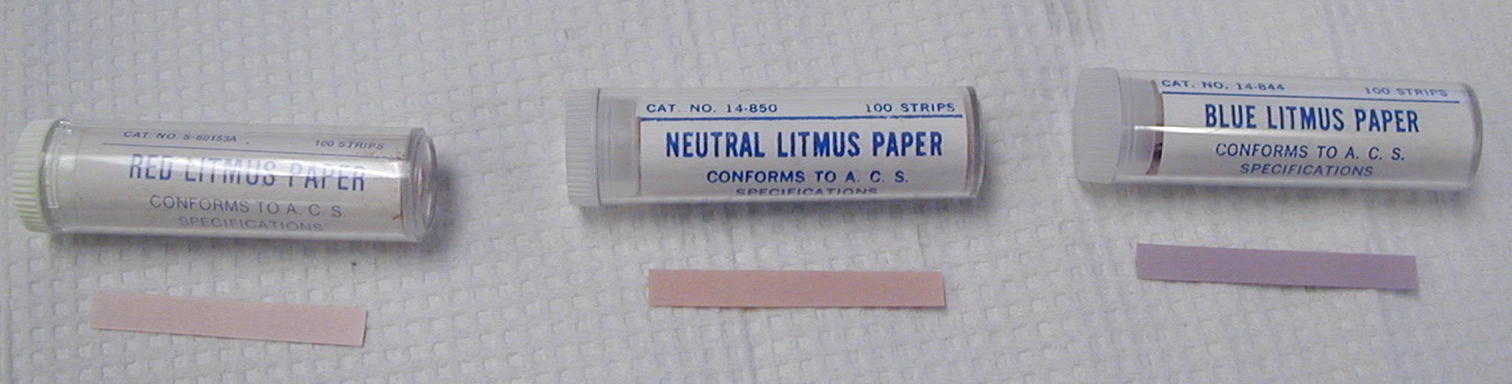 CAT. NO. S-60153A 100 STRIPS
RED LITMUS PAPER
CONFORMS TO A. C. S.
SPECIFICATIONS
CAT. NO. 14-850 100 STRIPS
NEUTRAL LITMUS PAPER
CONFORMS TO A. C. S.
SPECIFICATIONS
CAT. NO. 14-844 100 STRIPS
BLUE LITMUS PAPER
CONFORMS TO A. C. S.
SPECIFICATIONS